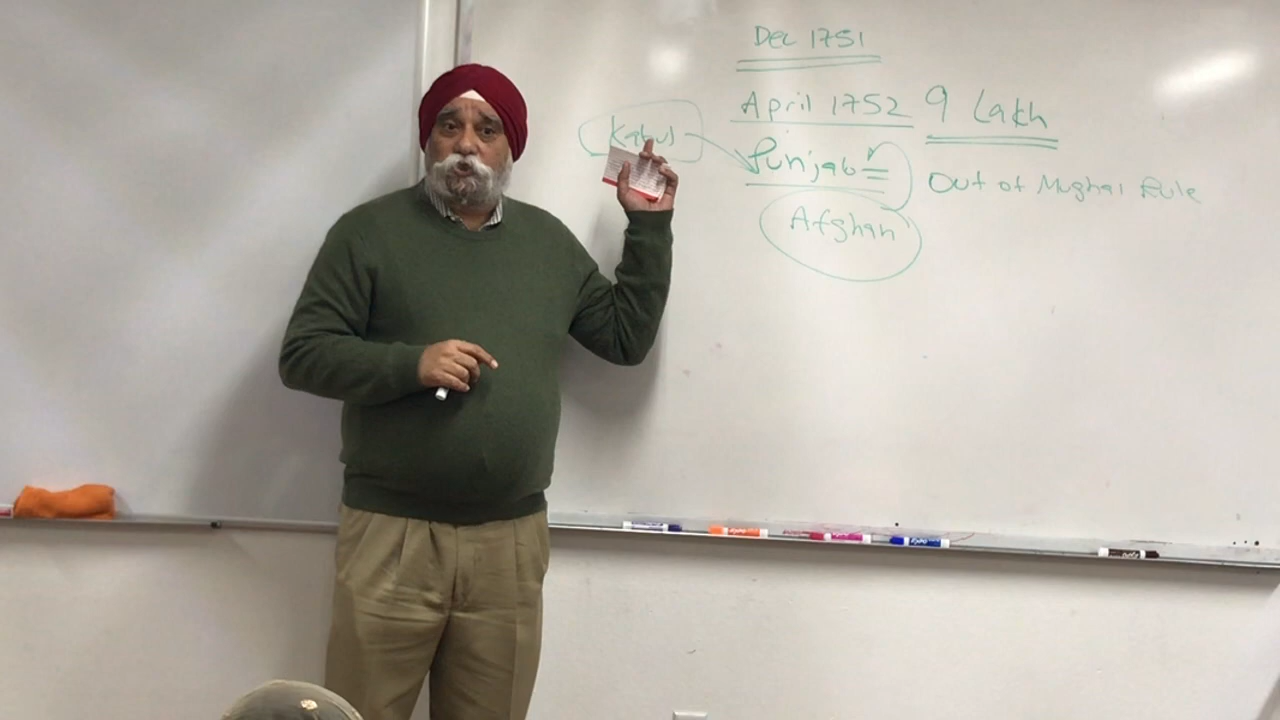 Dec 1751
April 1752 9 Lakh
Kabul
Punjab =
Out of Mughal Rule
Afghan